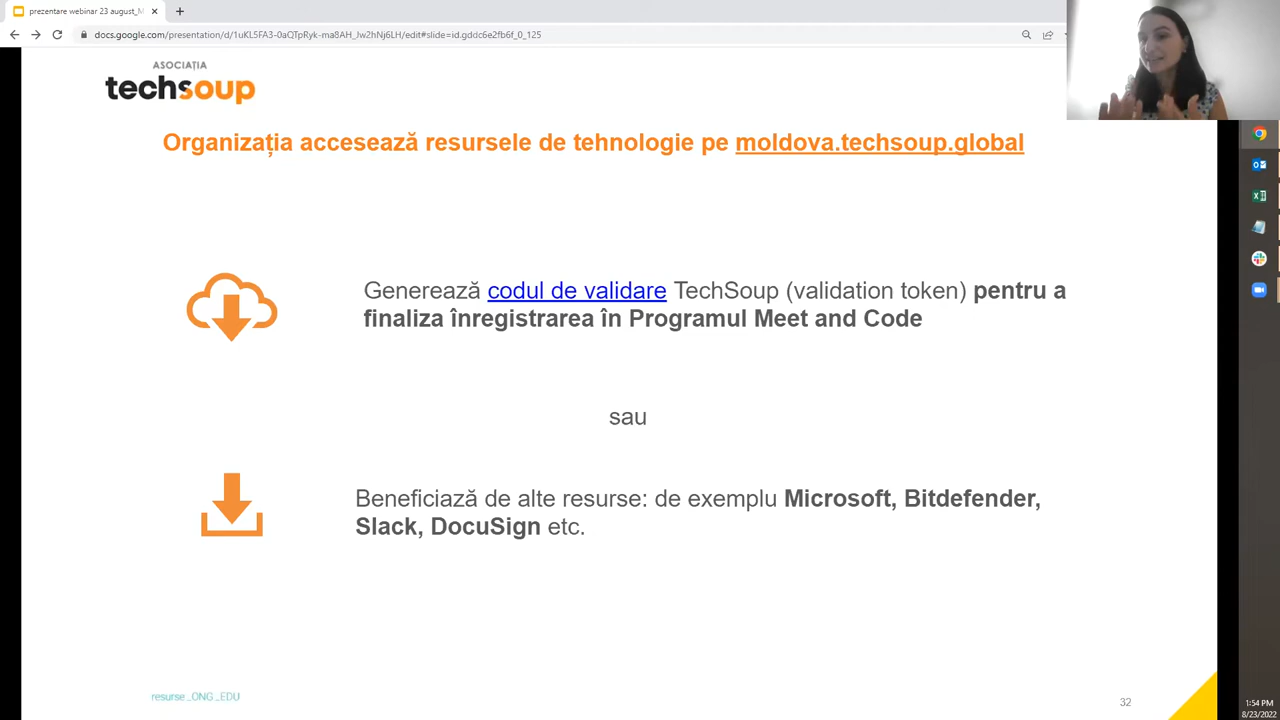 prezentare webinar 23 august_M
docs.google.com/presentation/d/1uKL5FA3-0aQTpRyk-ma8AH_Jw2hNj6LH/edit#slide=id.gddc6e2fb6f_0_125
ASOCIAȚIA
techsoup
Organizația accesează resursele de tehnologie pe moldova.techsoup.global
Generează codul de validare TechSoup (validation token) pentru a
finaliza înregistrarea în Programul Meet and Code
sau
Beneficiază de alte resurse: de exemplu Microsoft, Bitdefender,
Slack, DocuSign etc.
resurse_ONG_EDU
32
1:54 PM
8/23/2022